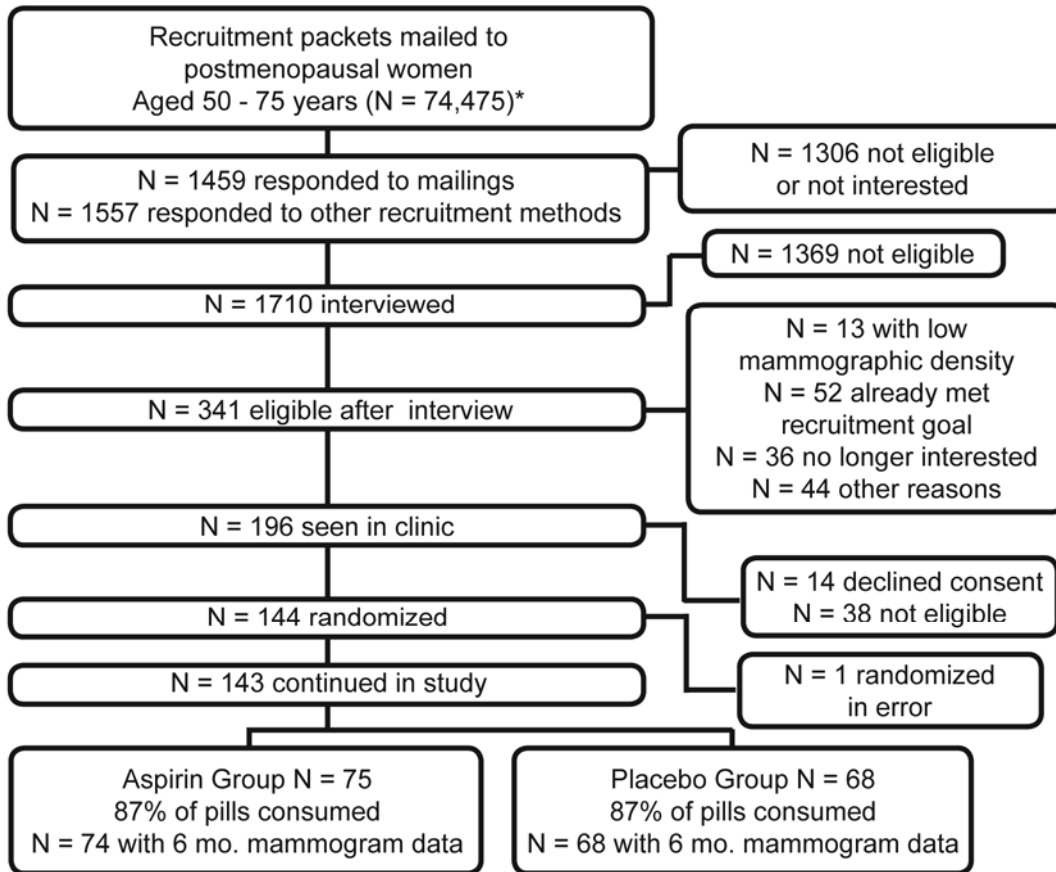 Recruitment packets mailed to
postmenopausal women
Aged 50 - 75 years (N = 74,475)*
N = 1306 not eligible
or not interested
N = 1459 responded to mailings
N = 1557 responded to other recruitment methods
N = 1369 not eligible
N = 1710 interviewed
N = 13 with low
mammographic density
N = 52 already met
recruitment goal
N = 36 no longer interested
N = 44 other reasons
N = 341 eligible after interview
N = 196 seen in clinic
N = 14 declined consent
N = 38 not eligible
N = 144 randomized
N = 1 randomized
in error
N = 143 continued in study
Aspirin Group N = 75
87% of pills consumed
N = 74 with 6 mo. mammogram data
Placebo Group N = 68
87% of pills consumed
N = 68 with 6 mo. mammogram data